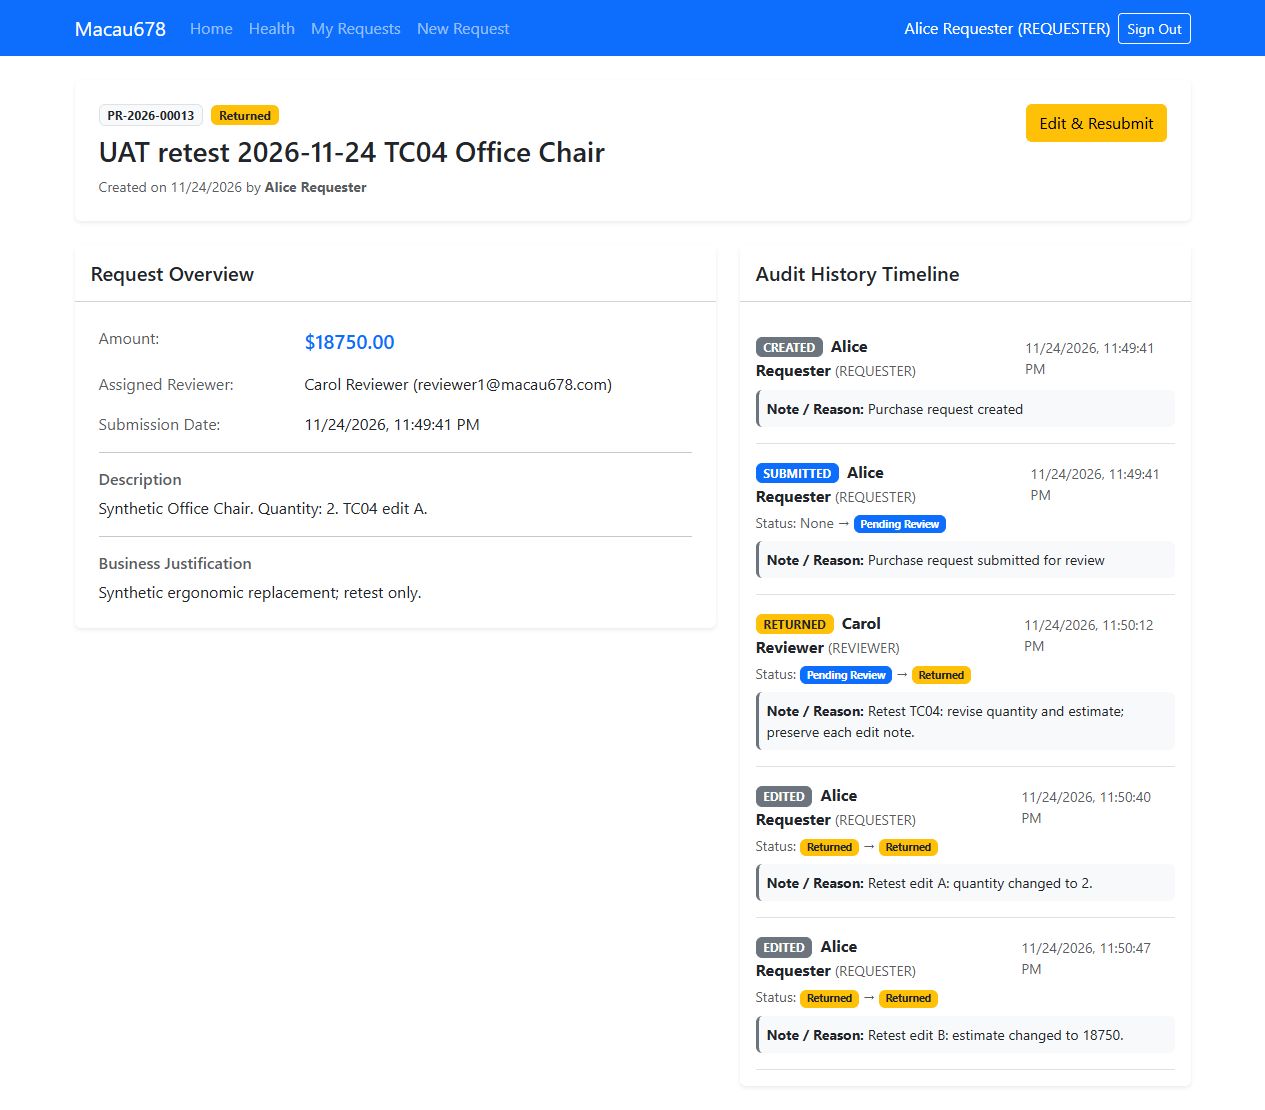 Macau678 Home Health My Requests New Request Alice Requester (REQUESTER) Sign Out
PR-2026-00013 Returned
Edit & Resubmit
UAT retest 2026-11-24 TC04 Office Chair
Created on 11/24/2026 by Alice Requester
Request Overview
Amount: $18750.00
Assigned Reviewer: Carol Reviewer (reviewer1@macau678.com)
Submission Date: 11/24/2026, 11:49:41 PM
Description
Synthetic Office Chair. Quantity: 2. TC04 edit A.
Business Justification
Synthetic ergonomic replacement; retest only.
Audit History Timeline
CREATED Alice 11/24/2026, 11:49:41
Requester (REQUESTER) PM
Note / Reason: Purchase request created
SUBMITTED Alice 11/24/2026, 11:49:41
Requester (REQUESTER) PM
Status: None → Pending Review
Note / Reason: Purchase request submitted for review
RETURNED Carol 11/24/2026, 11:50:12
Reviewer (REVIEWER) PM
Status: Pending Review → Returned
Note / Reason: Retest TC04: revise quantity and estimate;
preserve each edit note.
EDITED Alice 11/24/2026, 11:50:40
Requester (REQUESTER) PM
Status: Returned → Returned
Note / Reason: Retest edit A: quantity changed to 2.
EDITED Alice 11/24/2026, 11:50:47
Requester (REQUESTER) PM
Status: Returned → Returned
Note / Reason: Retest edit B: estimate changed to 18750.